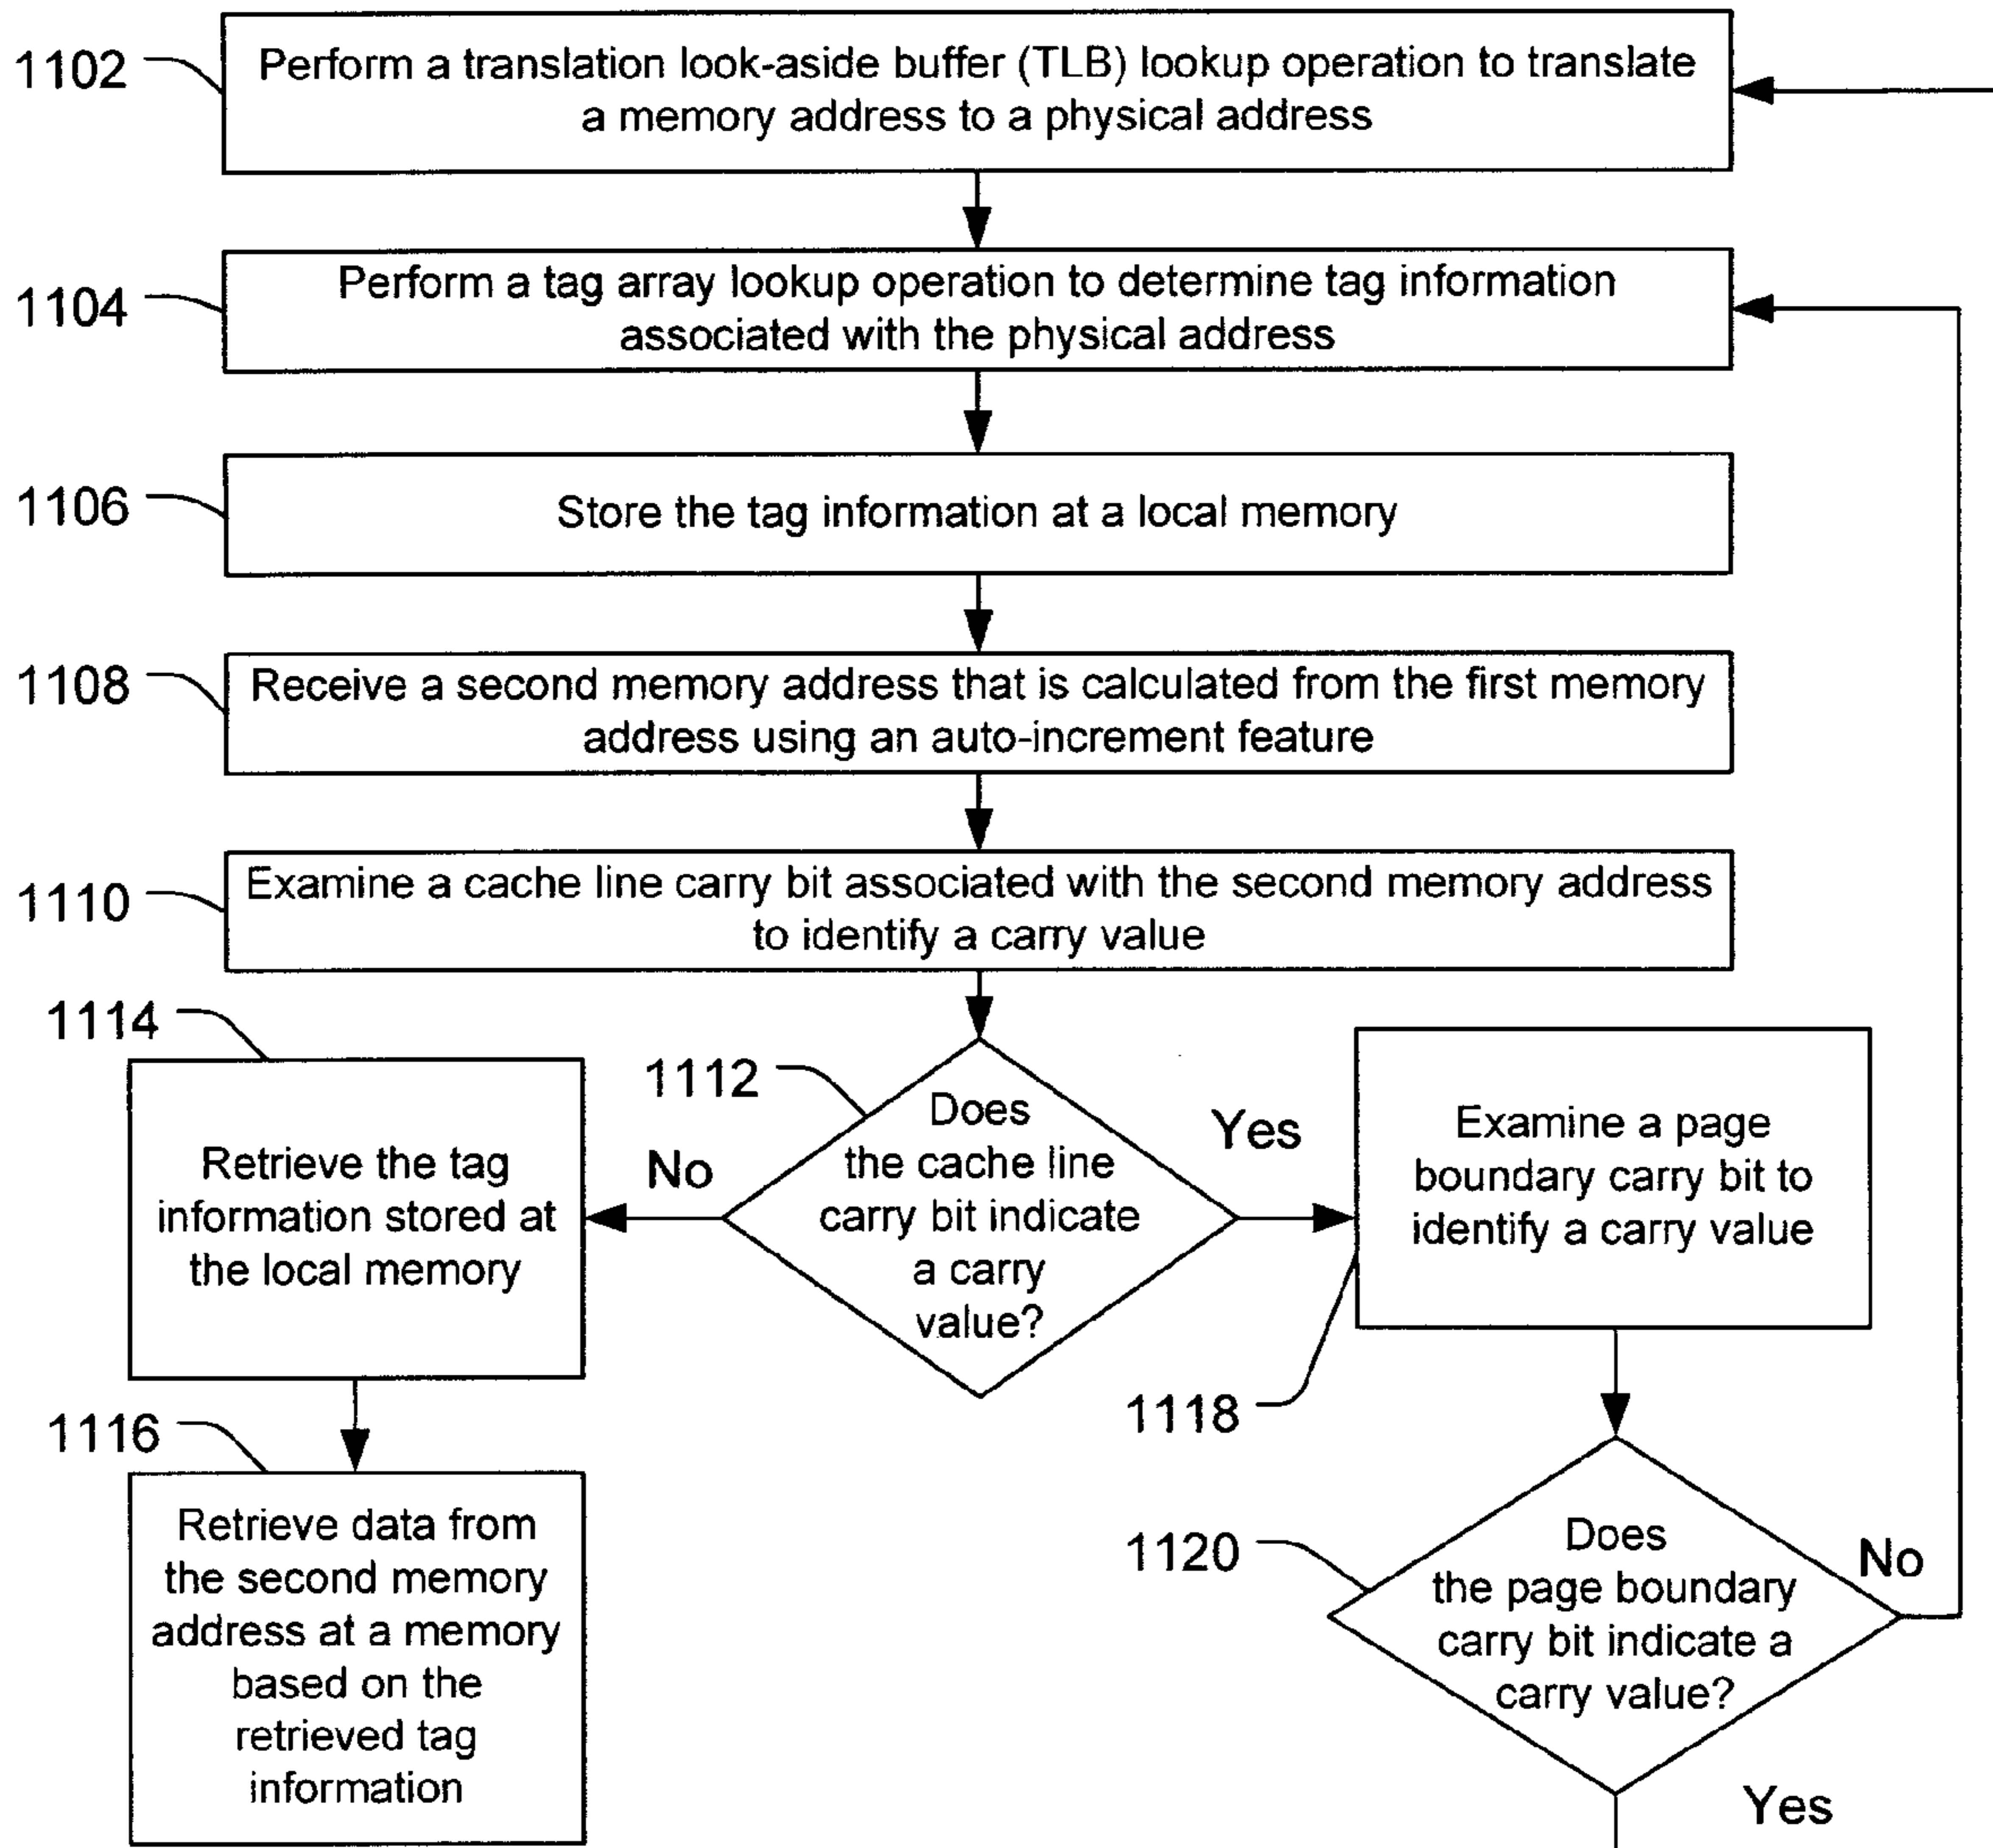 1102
Perform a translation look-aside buffer (TLB) lookup operation to translate
a memory address to a physical address
1104
Perform a tag array lookup operation to determine tag information
associated with the physical address
1106
Store the tag information at a local memory
1108
Receive a second memory address that is calculated from the first memory
address using an auto-increment feature
1110
Examine a cache line carry bit associated with the second memory address
to identify a carry value
1112
Does
the cache line
carry bit indicate
a carry
value?
No
1114
Retrieve the tag
information stored at
the local memory
1116
Retrieve data from
the second memory
address at a memory
based on the
retrieved tag
information
Yes
1118
Examine a page
boundary carry bit to
identify a carry value
1120
Does
the page boundary
carry bit indicate a
carry value?
No
Yes